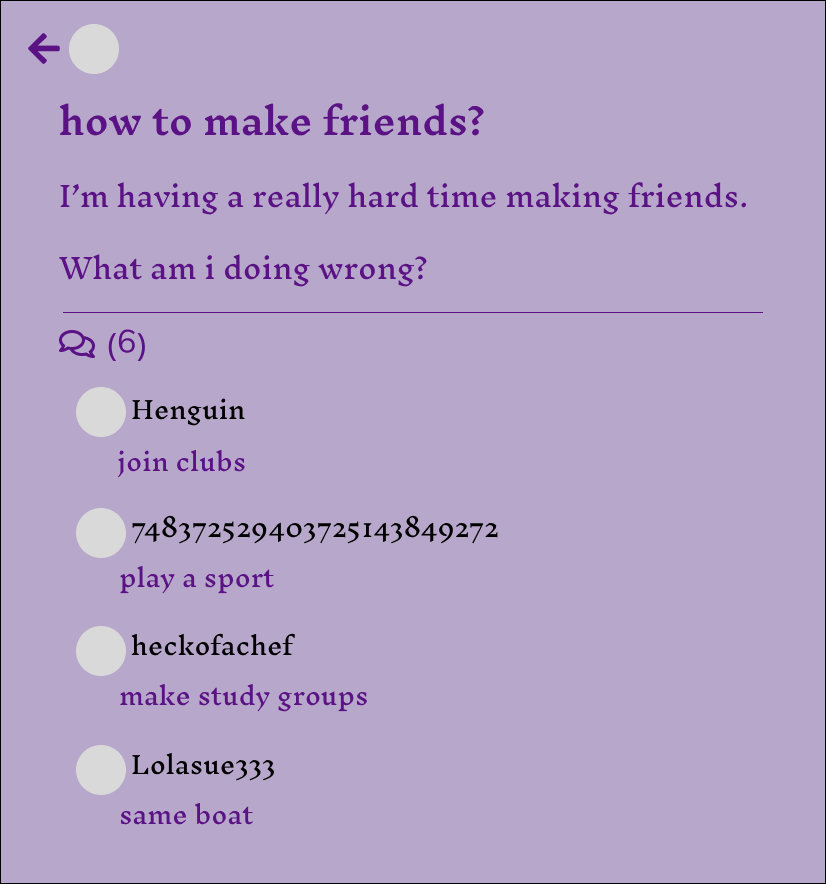 how to make friends?
I’m having a really hard time making friends.
What am i doing wrong?
(6)
Henguin
join clubs
748372529403725143849272
play a sport
heckofachef
make study groups
Lolasue333
same boat